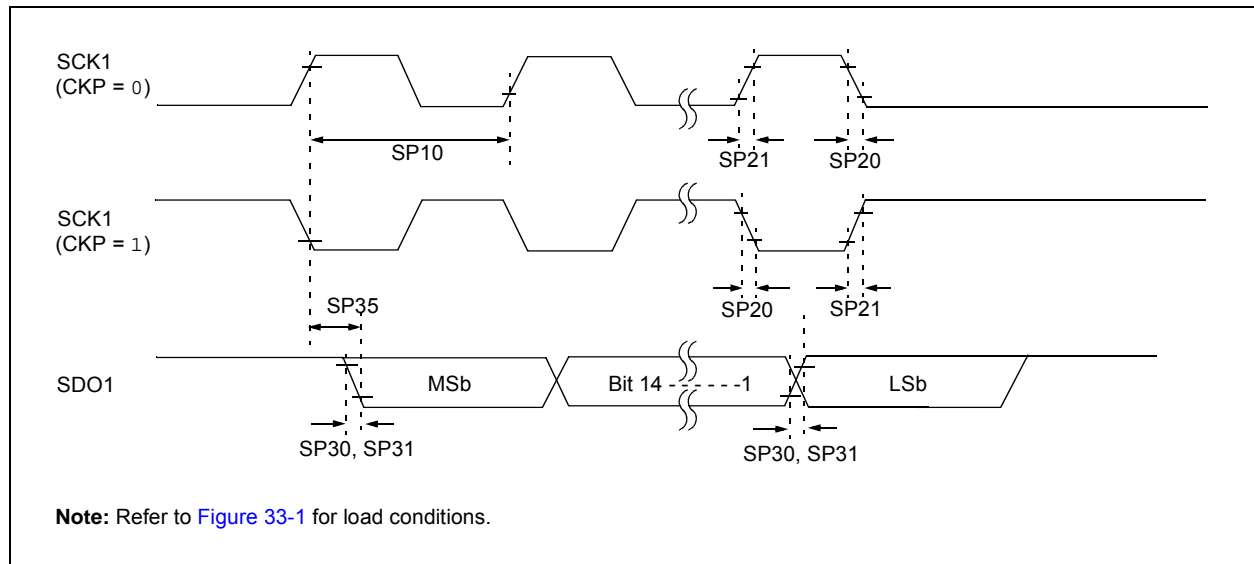 SCK1
(CKP = 0)
SP10
SP21
SP20
SCK1
(CKP = 1)
SP35
SP20
SP21
SDO1
MSb
Bit 14 - - - - - -1
LSb
SP30, SP31
SP30, SP31
Note: Refer to Figure 33-1 for load conditions.